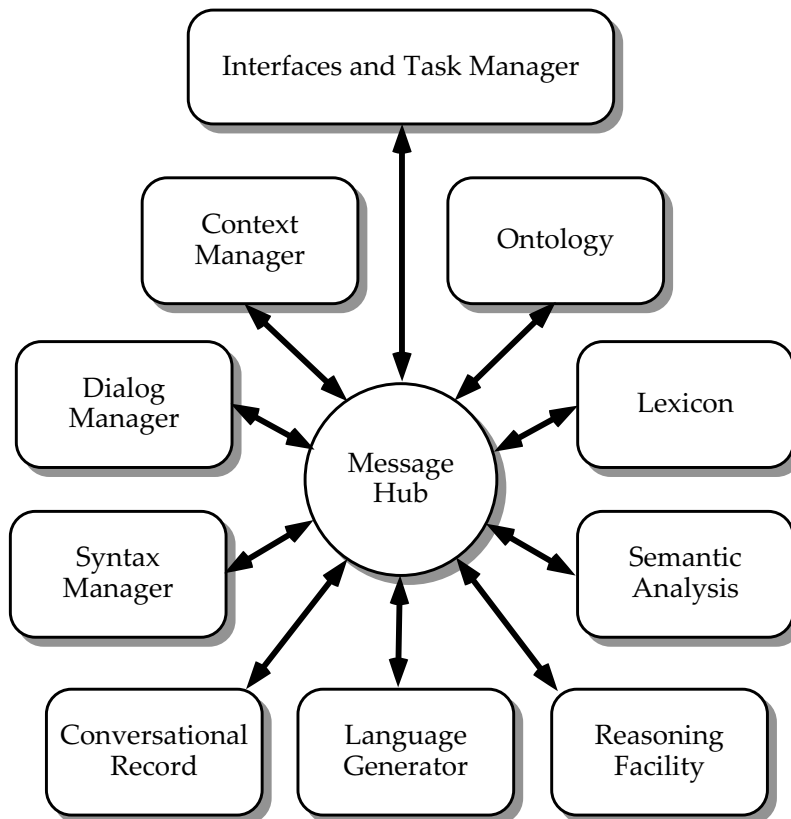 Interfaces and Task Manager
Context
Manager
Ontology
Dialog
Manager
Lexicon
Message
Hub
Syntax
Manager
Semantic
Analysis
Conversational
Record
Language
Generator
Reasoning
Facility